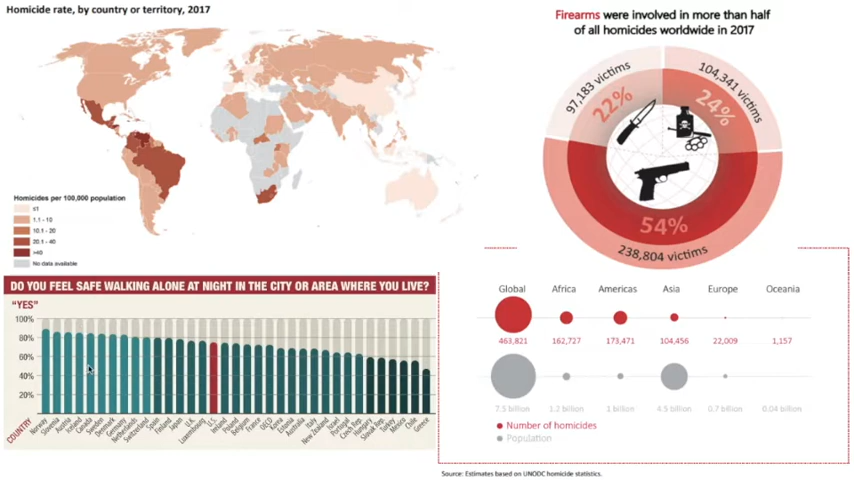 Homicide rate, by country or territory, 2017
Homicides per 100,000 population
≤1
1.1 - 10
10.1 - 20
20.1 - 40
>40
No data available
Firearms were involved in more than half
of all homicides worldwide in 2017
97,183 victims
22%
104,341 victims
24%
54%
238,804 victims
DO YOU FEEL SAFE WALKING ALONE AT NIGHT IN THE CITY OR AREA WHERE YOU LIVE?
"YES"
100%
80%
60%
40%
20%
COUNTRY
Norway
Slovenia
Austria
Iceland
Canada
Sweden
Denmark
Germany
Netherlands
Switzerland
Spain
Finland
Japan
U.K.
Luxembourg
U.S.
Ireland
Poland
Belgium
France
OECD
Korea
Estonia
Australia
Italy
New Zealand
Israel
Portugal
Czech Rep.
Hungary
Slovak Rep.
Turkey
Mexico
Chile
Greece
Global Africa Americas Asia Europe Oceania
463,821 162,727 173,471 104,456 22,009 1,157
7.5 billion 1.2 billion 1 billion 4.5 billion 0.7 billion 0.04 billion
Number of homicides
Population
Source: Estimates based on UNODC homicide statistics.